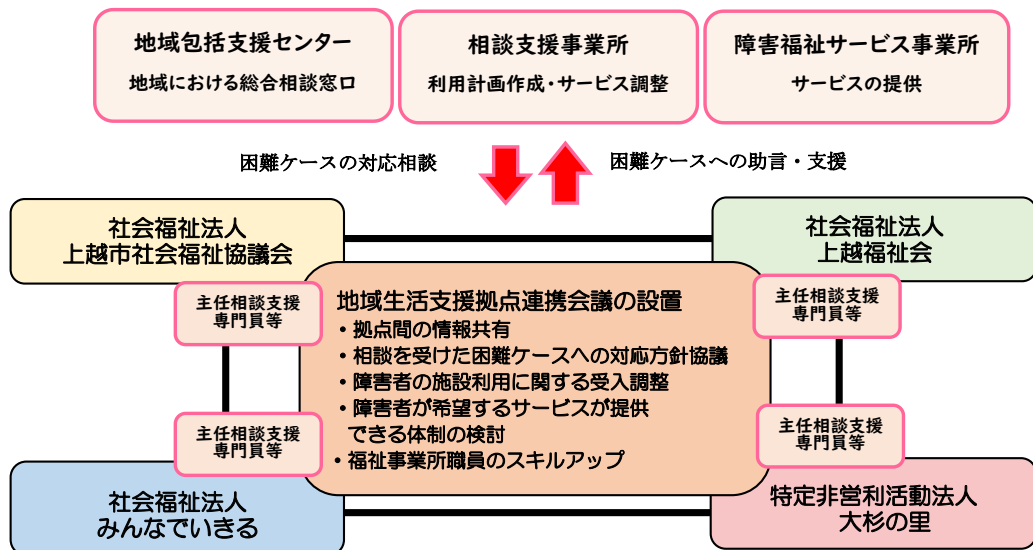 地域包括支援センター
地域における総合相談窓口
相談支援事業所
利用計画作成・サービス調整
障害福祉サービス事業所
サービスの提供
困難ケースの対応相談
困難ケースへの助言・支援
社会福祉法人
上越市社会福祉協議会
社会福祉法人
上越福祉会
主任相談支援
専門員等
主任相談支援
専門員等
地域生活支援拠点連携会議の設置
・拠点間の情報共有
・相談を受けた困難ケースへの対応方針協議
・障害者の施設利用に関する受入調整
・障害者が希望するサービスが提供
できる体制の検討
・福祉事業所職員のスキルアップ
主任相談支援
専門員等
主任相談支援
専門員等
社会福祉法人
みんなでいきる
特定非営利活動法人
大杉の里